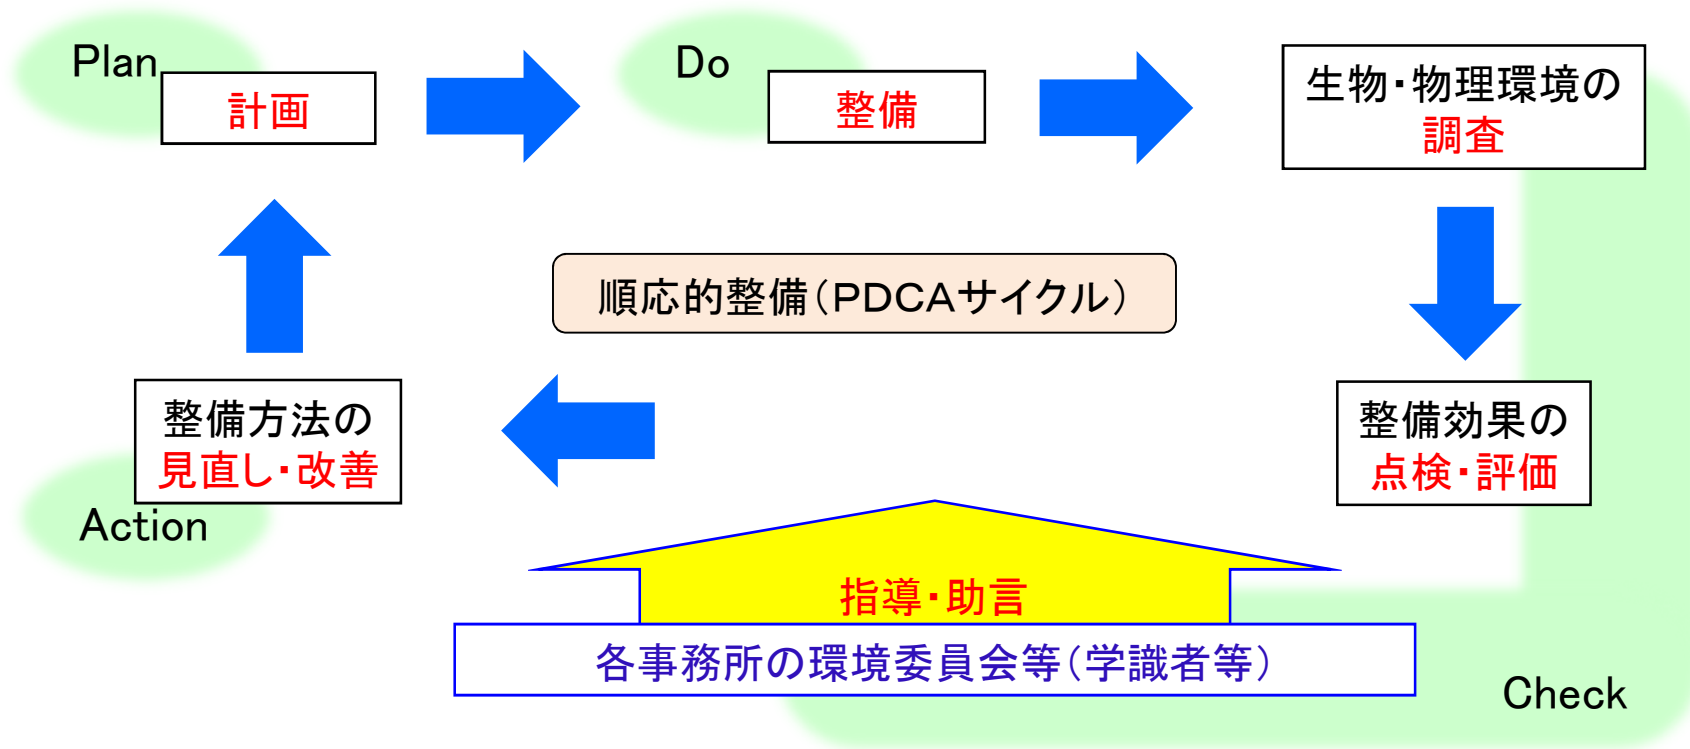 Plan
計画
Do
整備
生物・物理環境の
調査
順応的整備(PDCAサイクル)
整備方法の
見直し・改善
Action
整備効果の
点検・評価
指導・助言
各事務所の環境委員会等(学識者等)
Check